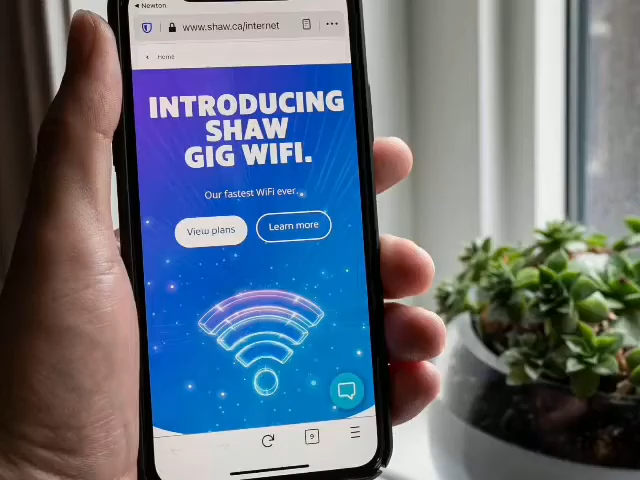 ◀ Newton
www.shaw.ca/internet
Home
INTRODUCING
SHAW
GIG WIFI.
Our fastest WiFi ever.
View plans
Learn more
9